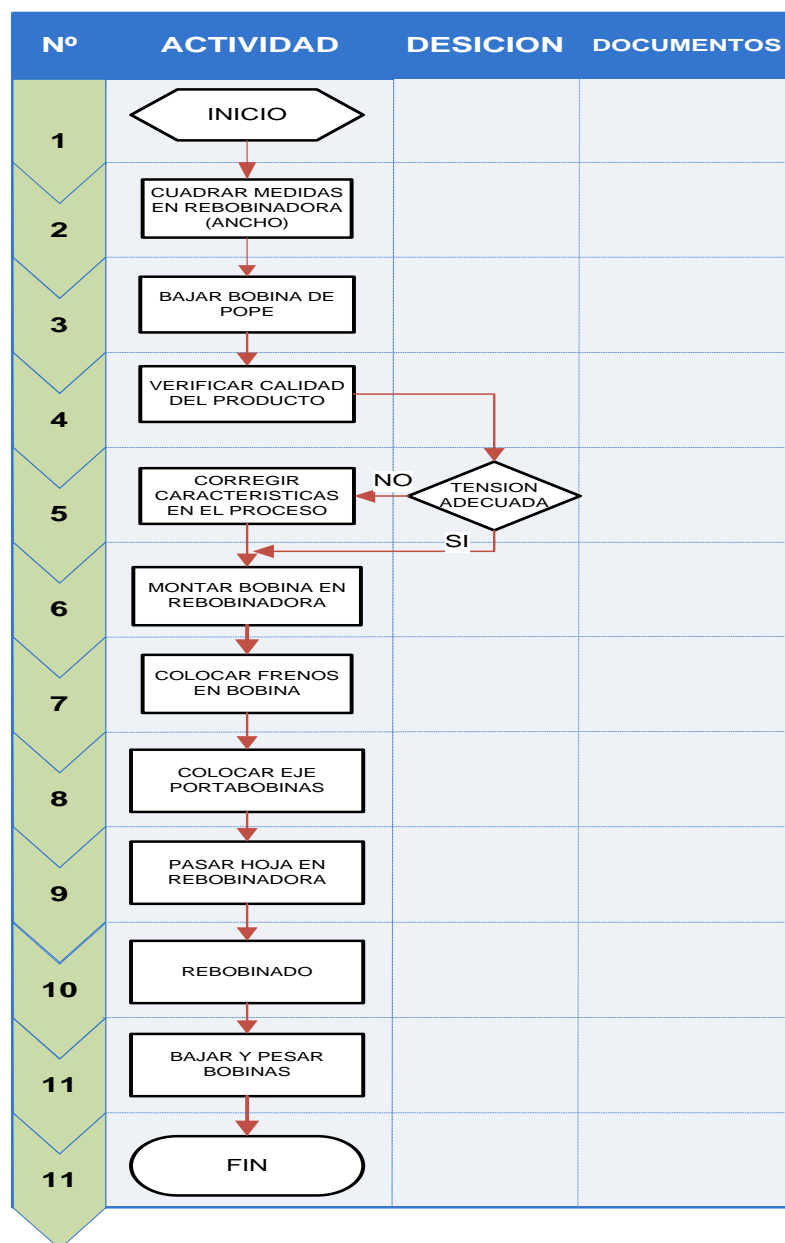 Nº ACTIVIDAD DESICION DOCUMENTOS
1
INICIO
2
CUADRAR MEDIDAS
EN REBOBINADORA
(ANCHO)
3
BAJAR BOBINA DE
POPE
4
VERIFICAR CALIDAD
DEL PRODUCTO
5
CORREGIR
CARACTERISTICAS
EN EL PROCESO
NO
TENSION
ADECUADA
SI
6
MONTAR BOBINA EN
REBOBINADORA
7
COLOCAR FRENOS
EN BOBINA
8
COLOCAR EJE
PORTABOBINAS
9
PASAR HOJA EN
REBOBINADORA
10
REBOBINADO
11
BAJAR Y PESAR
BOBINAS
11
FIN